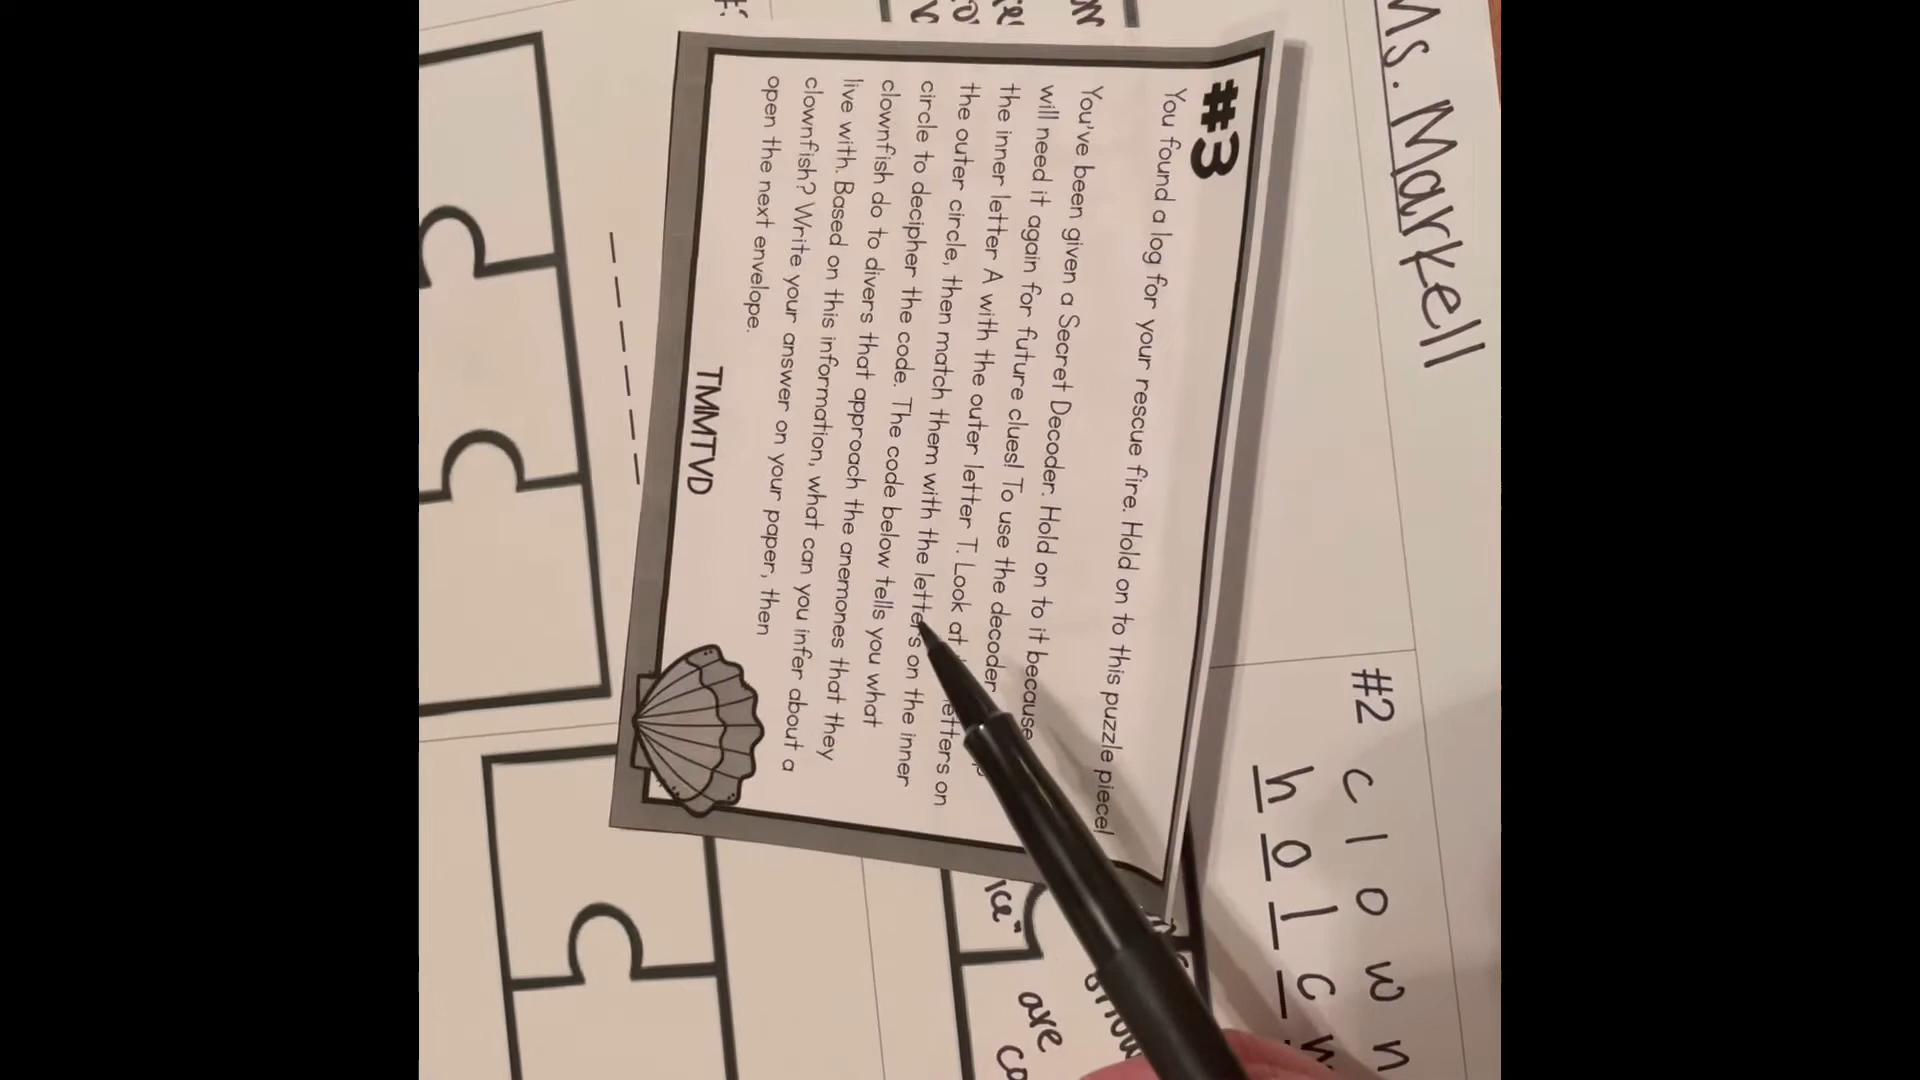 Ms. Markell
#2 c l o w n
h o l c
#3
You found a log for your rescue fire. Hold on to this puzzle piece!
You've been given a Secret Decoder. Hold on to it because
will need it again for future clues! To use the decoder
the inner letter A with the outer letter T. Look at letters on
the outer circle, then match them with the letters on the inner
circle to decipher the code. The code below tells you what
clownfish do to divers that approach the anemones that they
live with. Based on this information, what can you infer about a
clownfish? Write your answer on your paper, then
open the next envelope.
TMMTVD
ice"
are